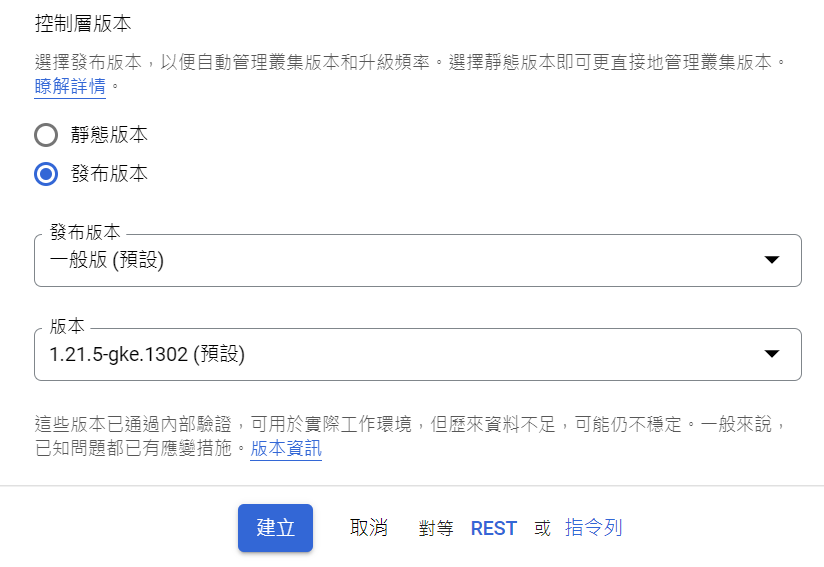 控制層版本
選擇發布版本，以便自動管理叢集版本和升級頻率。選擇靜態版本即可更直接地管理叢集版本。
瞭解詳情。
靜態版本
發布版本
發布版本
一般版 (預設)
版本
1.21.5-gke.1302 (預設)
這些版本已通過內部驗證，可用於實際工作環境，但歷來資料不足，可能仍不穩定。一般來說，
已知問題都已有應變措施。版本資訊
建立 取消 對等 REST 或 指令列